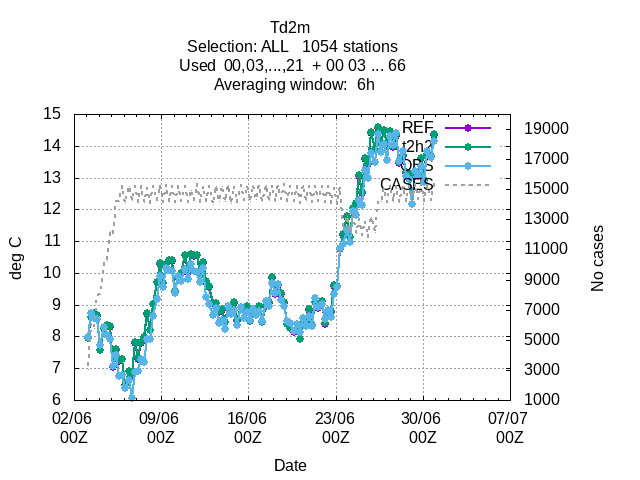 Td2m
Selection: ALL   1054 stations
Used  00,03,...,21  + 00 03 ... 66
Averaging window:  6h
deg C
15
14
13
12
11
10
9
8
7
6
REF
t2h2
OBS
CASES
19000
17000
15000
13000
11000
9000
7000
5000
3000
1000
No cases
02/06 09/06 16/06 23/06 30/06 07/07
00Z 00Z 00Z 00Z 00Z 00Z
Date